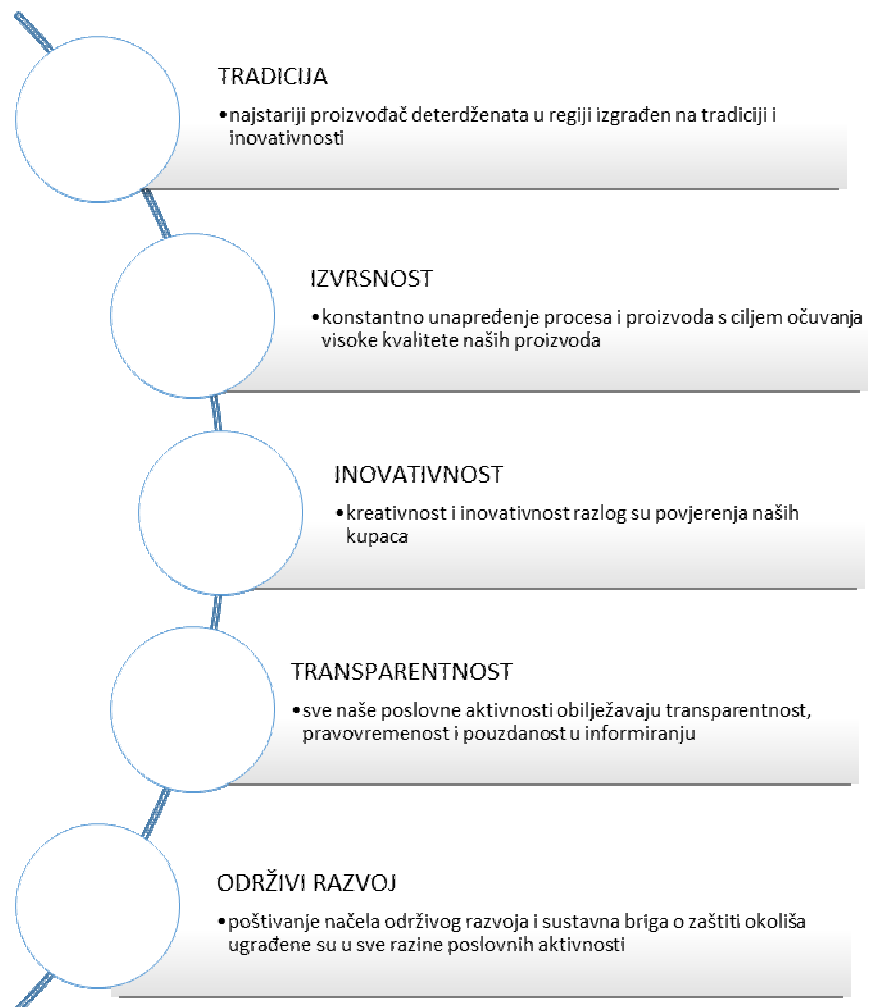 TRADICIJA
•najstariji proizvođač deterdženata u regiji izgrađen na tradiciji i
inovativnosti
IZVRSNOST
•konstantno unapređenje procesa i proizvoda s ciljem očuvanja
visoke kvalitete naših proizvoda
INOVATIVNOST
•kreativnost i inovativnost razlog su povjerenja naših
kupaca
TRANSPARENTNOST
•sve naše poslovne aktivnosti obilježavaju transparentnost,
pravovremenost i pouzdanost u informiranju
ODRŽIVI RAZVOJ
•poštivanje načela održivog razvoja i sustavna briga o zaštiti okoliša
ugrađene su u sve razine poslovnih aktivnosti